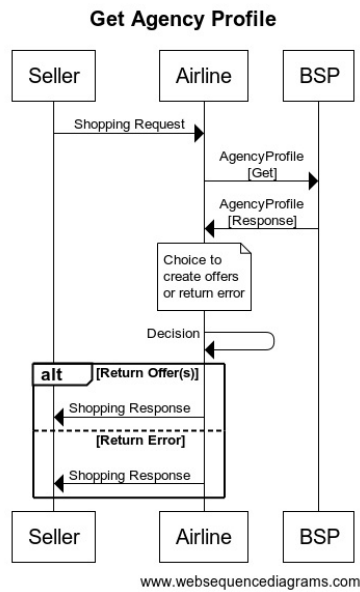 Get Agency Profile
Seller
Airline
BSP
Shopping Request
AgencyProfile
[Get]
AgencyProfile
[Response]
Choice to
create offers
or return error
Decision
alt
[Return Offer(s)]
Shopping Response
[Return Error]
Shopping Response
Seller
Airline
BSP
www.websequencediagrams.com